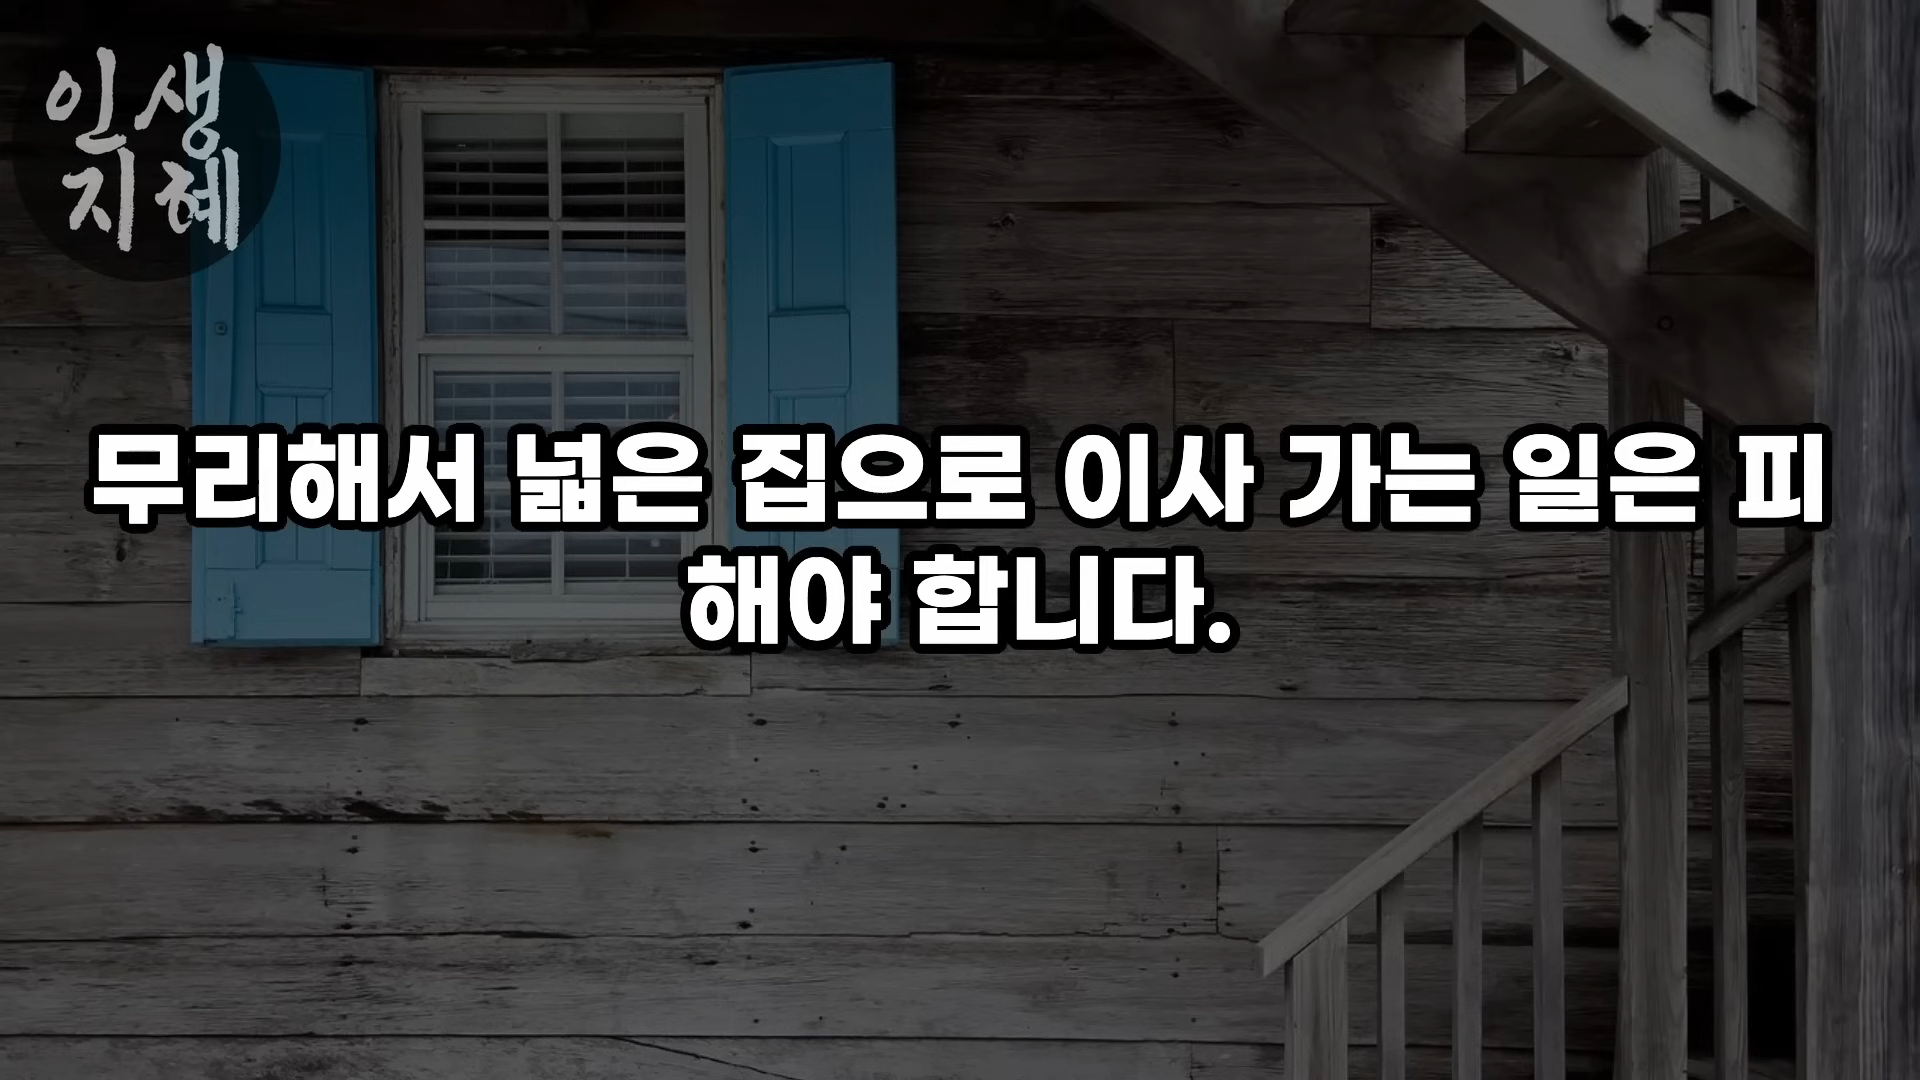 인생
지혜
무리해서 넓은 집으로 이사 가는 일은 피
해야 합니다.